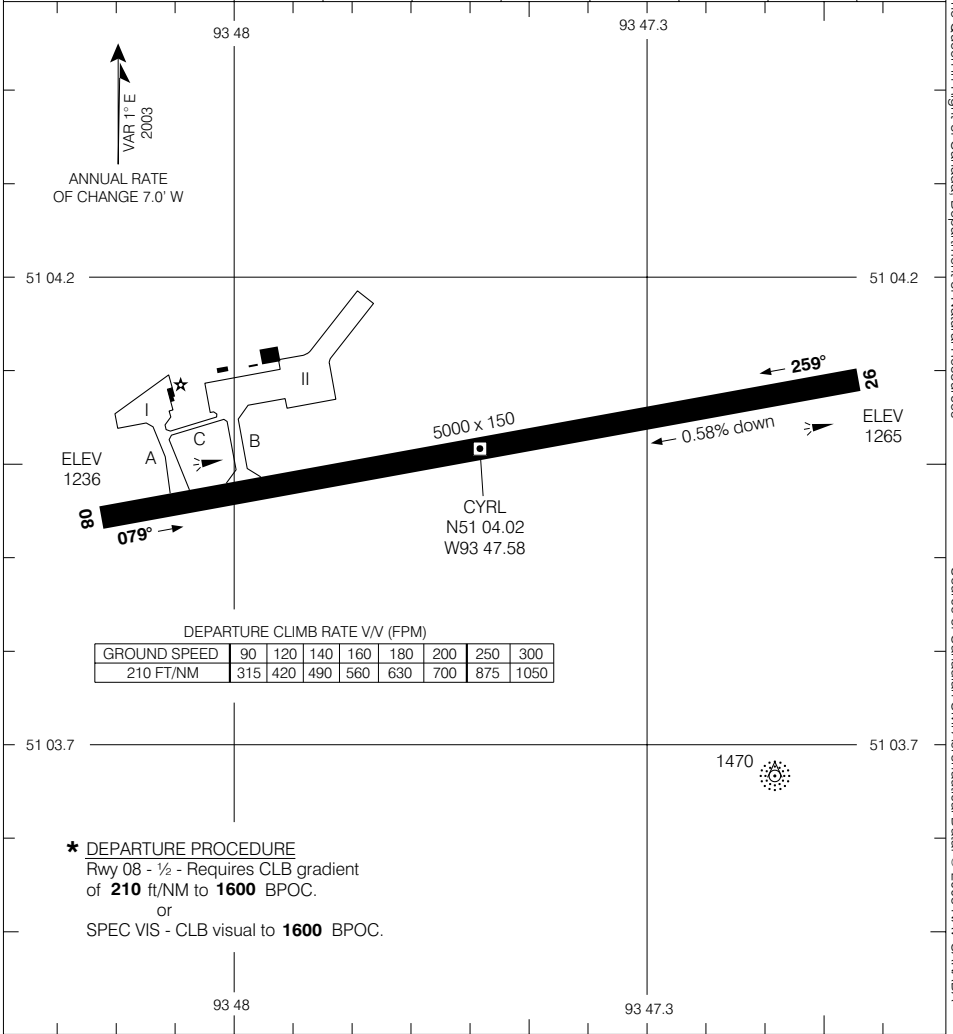 93 48
93 47.3
VAR 1° E
2003
ANNUAL RATE
OF CHANGE 7.0' W
51 04.2
51 04.2
259°
26
II
I
5000 x 150
0.58% down
ELEV
1265
C
B
A
ELEV
1236
CYRL
N51 04.02
W93 47.58
08
079°
DEPARTURE CLIMB RATE V/V (FPM)
GROUND SPEED 90 120 140 160 180 200 250 300
210 FT/NM 315 420 490 560 630 700 875 1050
51 03.7
51 03.7
1470
* DEPARTURE PROCEDURE
Rwy 08 - ½ - Requires CLB gradient
of 210 ft/NM to 1600 BPOC.
or
SPEC VIS - CLB visual to 1600 BPOC.
93 48
93 47.3